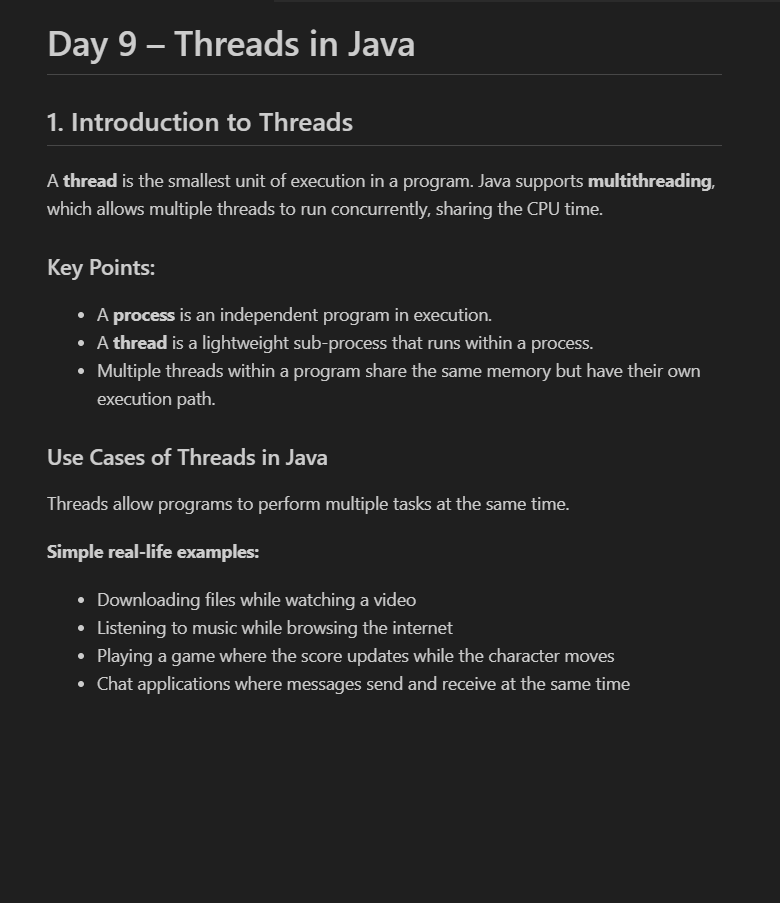 Day 9 – Threads in Java
1. Introduction to Threads
A thread is the smallest unit of execution in a program. Java supports multithreading,
which allows multiple threads to run concurrently, sharing the CPU time.
Key Points:
• A process is an independent program in execution.
• A thread is a lightweight sub-process that runs within a process.
• Multiple threads within a program share the same memory but have their own
execution path.
Use Cases of Threads in Java
Threads allow programs to perform multiple tasks at the same time.
Simple real-life examples:
• Downloading files while watching a video
• Listening to music while browsing the internet
• Playing a game where the score updates while the character moves
• Chat applications where messages send and receive at the same time